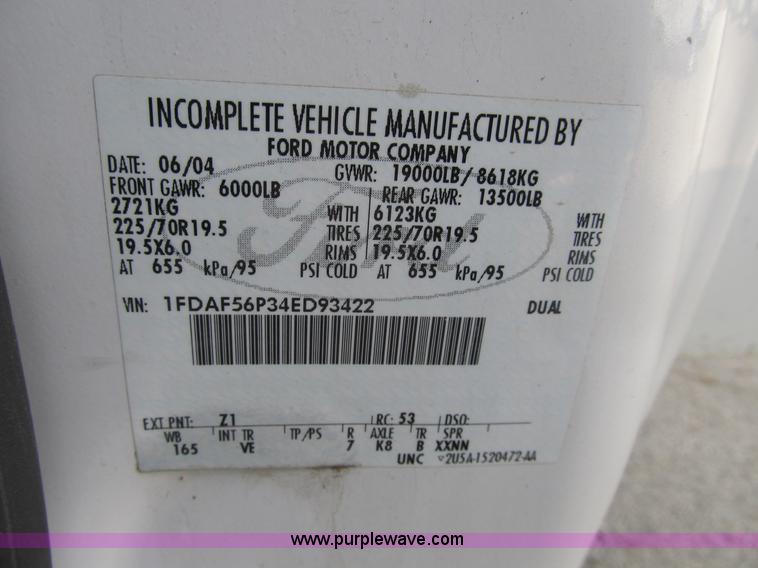 INCOMPLETE VEHICLE MANUFACTURED BY
FORD MOTOR COMPANY
DATE: 06/04 GVWR: 19000LB / 8618KG
FRONT GAWR: 6000LB REAR GAWR: 13500LB
2721KG WITH 6123KG WITH
225/70R19.5 TIRES 225/70R19.5 TIRES
19.5X6.0 RIMS 19.5X6.0 RIMS
AT 655 kPa/95 PSI COLD AT 655 kPa/95 PSI COLD
Ford
VIN: 1FDAF56P34ED93422 DUAL
EXT PNT: Z1 RC: 53 DSO:
WB INT TR TP/PS R AXLE TR SPR
165 VE 7 K8 B XXNN
UNC 2U5A-1520472-AA
www.purplewave.com